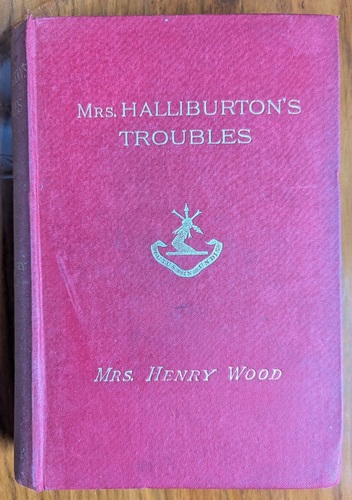 MRS. HALLIBURTON'S
TROUBLES
MRS. HENRY WOOD